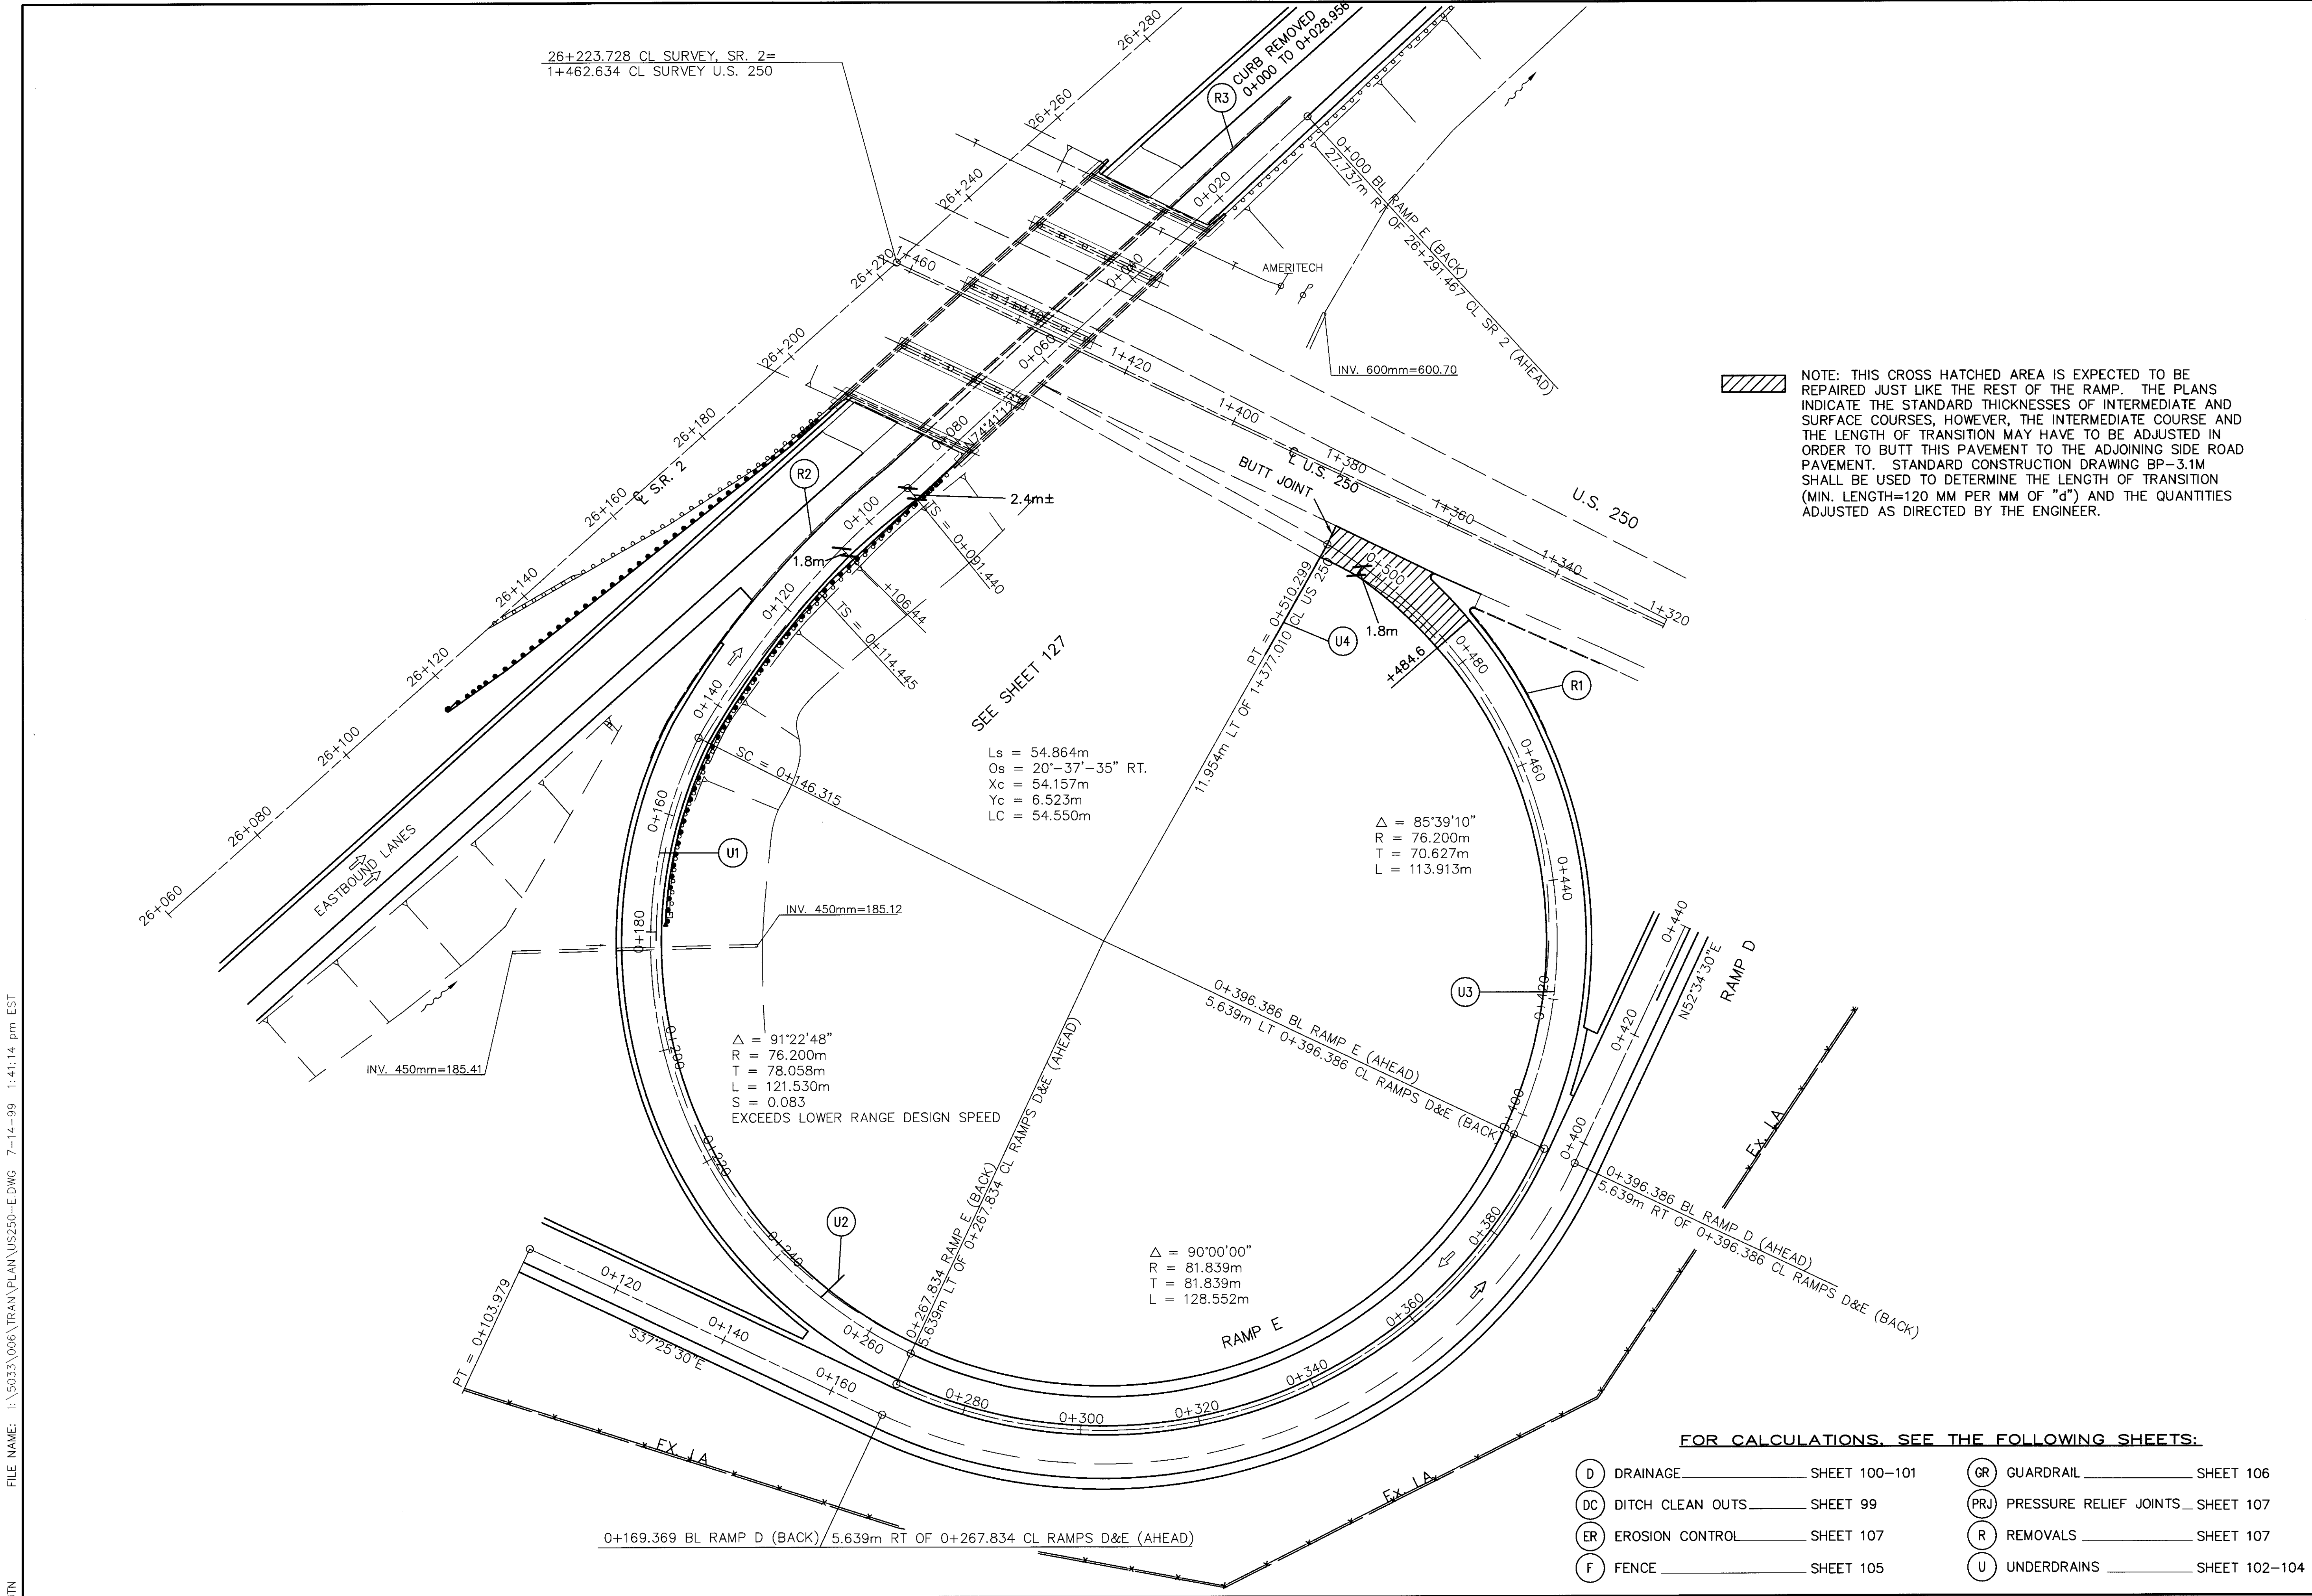 26+223.728 CL SURVEY, SR. 2=
1+462.634 CL SURVEY U.S. 250
26+280
26+260
26+240
26+220
26+200
26+180
26+160
26+140
26+120
26+100
26+080
26+060
℄ S.R. 2
R3
CURB REMOVED
0+000 TO 0+028.956
0+000 BL RAMP E (BACK)
27.737m RT OF 26+291.467 CL SR 2 (AHEAD)
0+020
0+040
0+060
0+080
0+100
0+120
0+140
0+160
0+180
0+200
0+220
0+240
0+260
0+280
0+300
0+320
0+340
0+360
0+380
0+400
0+420
0+440
0+460
0+480
0+500
1+460
1+440
1+420
1+400
1+380
1+360
1+340
1+320
AMERITECH
INV. 600mm=600.70
℄ U.S. 250
U.S. 250
BUTT JOINT
R2
2.4m±
1.8m
TS = 0+091.440
+106.44
TS = 0+114.445
SEE SHEET 127
Ls = 54.864m
Os = 20°-37'-35" RT.
Xc = 54.157m
Yc = 6.523m
LC = 54.550m
SC = 0+146.315
PT = 0+510.299
11.954m LT OF 1+377.010 CL US 250
U4
1.8m
+484.6
R1
Δ = 85°39'10"
R = 76.200m
T = 70.627m
L = 113.913m
U1
EASTBOUND LANES
INV. 450mm=185.12
INV. 450mm=185.41
Δ = 91°22'48"
R = 76.200m
T = 78.058m
L = 121.530m
S = 0.083
EXCEEDS LOWER RANGE DESIGN SPEED
U3
0+396.386 BL RAMP E (AHEAD)
5.639m LT 0+396.386 CL RAMPS D&E (BACK)
0+267.834 RAMP E (BACK)
5.639m LT OF 0+267.834 CL RAMPS D&E (AHEAD)
U2
Δ = 90°00'00"
R = 81.839m
T = 81.839m
L = 128.552m
RAMP E
0+440
0+420
0+400
N52°34'30"E
RAMP D
Ex. LA
0+396.386 BL RAMP D (AHEAD)
5.639m RT OF 0+396.386 CL RAMPS D&E (BACK)
PT = 0+103.979
0+120
0+140
0+160
S37°25'30"E
EX. LA
Ex. LA
0+169.369 BL RAMP D (BACK) 5.639m RT OF 0+267.834 CL RAMPS D&E (AHEAD)
NOTE: THIS CROSS HATCHED AREA IS EXPECTED TO BE
REPAIRED JUST LIKE THE REST OF THE RAMP. THE PLANS
INDICATE THE STANDARD THICKNESSES OF INTERMEDIATE AND
SURFACE COURSES, HOWEVER, THE INTERMEDIATE COURSE AND
THE LENGTH OF TRANSITION MAY HAVE TO BE ADJUSTED IN
ORDER TO BUTT THIS PAVEMENT TO THE ADJOINING SIDE ROAD
PAVEMENT. STANDARD CONSTRUCTION DRAWING BP-3.1M
SHALL BE USED TO DETERMINE THE LENGTH OF TRANSITION
(MIN. LENGTH=120 MM PER MM OF "d") AND THE QUANTITIES
ADJUSTED AS DIRECTED BY THE ENGINEER.
FOR CALCULATIONS, SEE THE FOLLOWING SHEETS:
D DRAINAGE SHEET 100-101
DC DITCH CLEAN OUTS SHEET 99
ER EROSION CONTROL SHEET 107
F FENCE SHEET 105
GR GUARDRAIL SHEET 106
PRJ PRESSURE RELIEF JOINTS SHEET 107
R REMOVALS SHEET 107
U UNDERDRAINS SHEET 102-104
FILE NAME: I:\5033\006\TRAN\PLAN\US250-E.DWG 7-14-99 1:41:14 pm EST